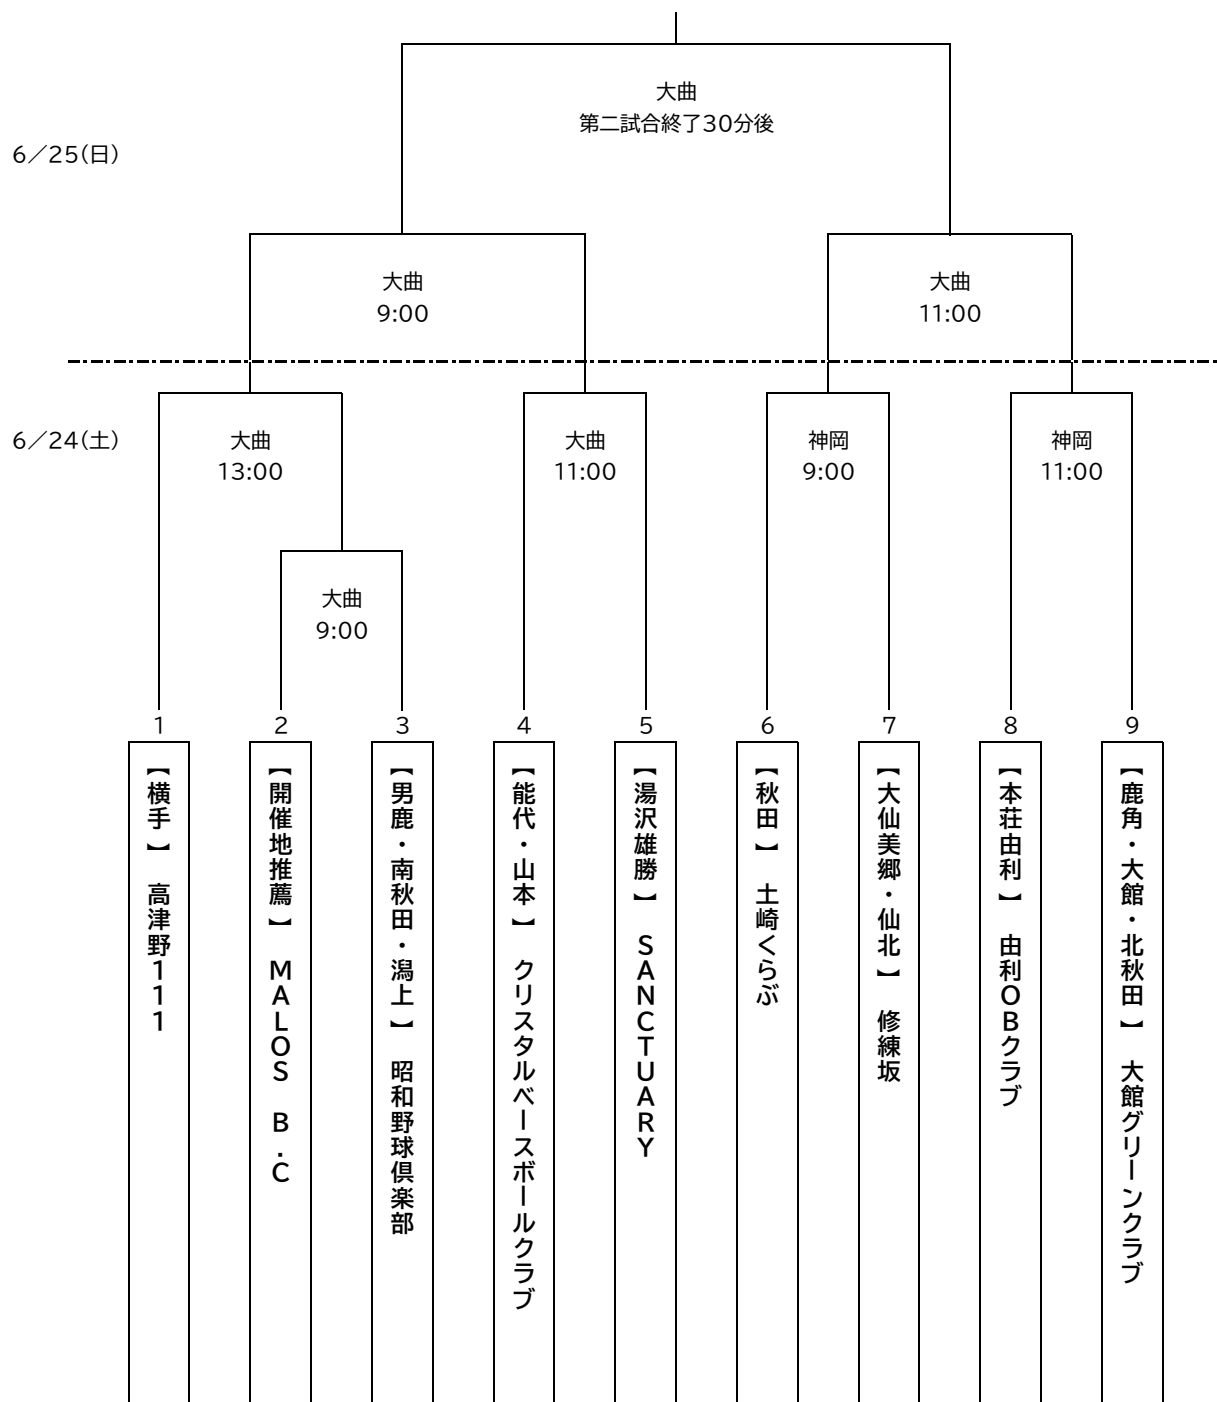 大曲
第二試合終了30分後
6／25(日)
大曲
9:00
大曲
11:00
6／24(土)
大曲
13:00
大曲
11:00
神岡
9:00
神岡
11:00
大曲
9:00
1
2
3
4
5
6
7
8
9
【横手】　高津野111
【開催地推薦】　MALOS　B.C
【男鹿・南秋田・潟上】　昭和野球倶楽部
【能代・山本】　クリスタルベースボールクラブ
【湯沢雄勝】　SANCTUARY
【秋田】　土崎くらぶ
【大仙美郷・仙北】　修練坂
【本荘由利】　由利OBクラブ
【鹿角・大館・北秋田】　大館グリーンクラブ